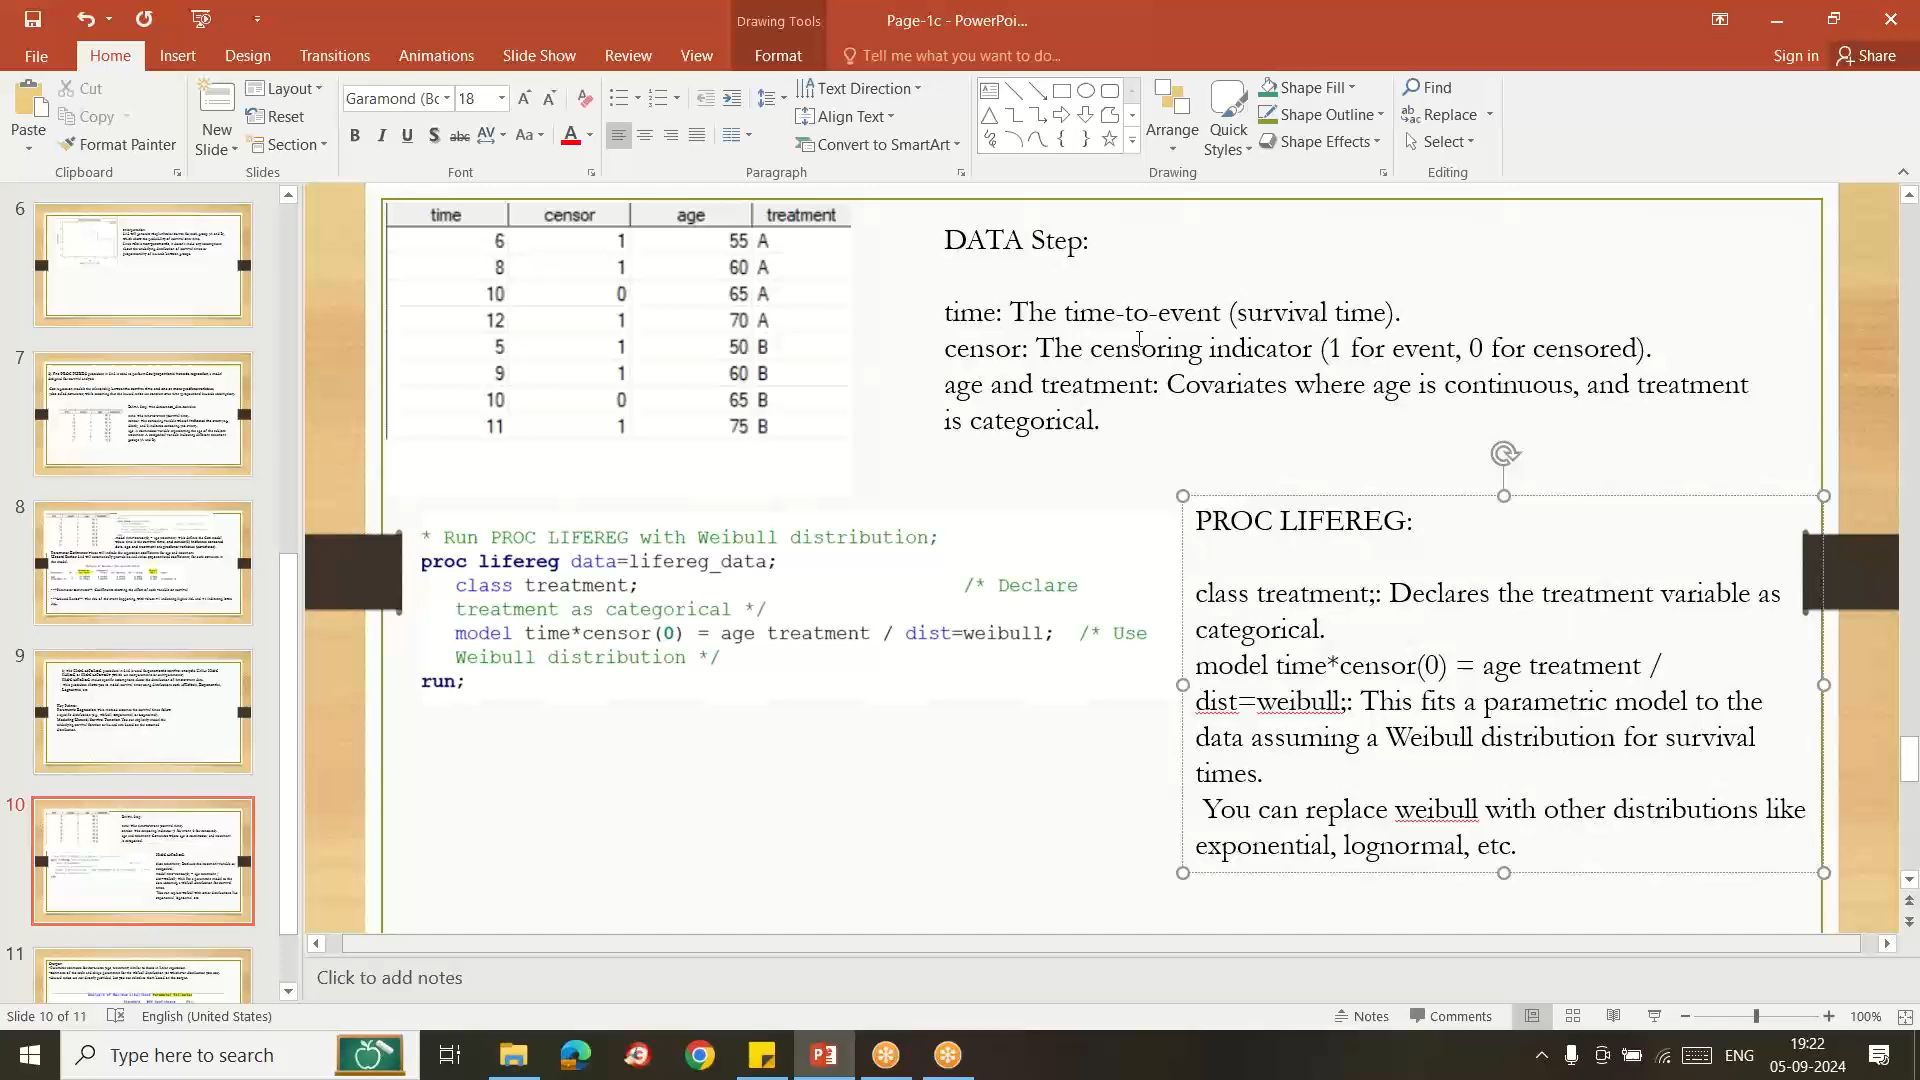 Drawing Tools
Page-1c - PowerPoi...
File
Home
Insert
Design
Transitions
Animations
Slide Show
Review
View
Format
Tell me what you want to do...
Sign in
Share
Paste
Cut
Copy
Format Painter
Clipboard
New Slide
Layout
Reset
Section
Slides
Garamond (Bc
18
Font
Text Direction
Align Text
Convert to SmartArt
Paragraph
Arrange
Quick Styles
Shape Fill
Shape Outline
Shape Effects
Drawing
Find
Replace
Select
Editing
6
7
8
9
10
11
time censor age treatment
6 1 55 A
8 1 60 A
10 0 65 A
12 1 70 A
5 1 50 B
9 1 60 B
10 0 65 B
11 1 75 B
DATA Step:
time: The time-to-event (survival time).
censor: The censoring indicator (1 for event, 0 for censored).
age and treatment: Covariates where age is continuous, and treatment
is categorical.
* Run PROC LIFEREG with Weibull distribution;
proc lifereg data=lifereg_data;
class treatment; /* Declare
treatment as categorical */
model time*censor(0) = age treatment / dist=weibull; /* Use
Weibull distribution */
run;
PROC LIFEREG:
class treatment;: Declares the treatment variable as
categorical.
model time*censor(0) = age treatment /
dist=weibull;: This fits a parametric model to the
data assuming a Weibull distribution for survival
times.
You can replace weibull with other distributions like
exponential, lognormal, etc.
Click to add notes
Slide 10 of 11
English (United States)
Notes
Comments
100%
Type here to search
ENG
19:22
05-09-2024